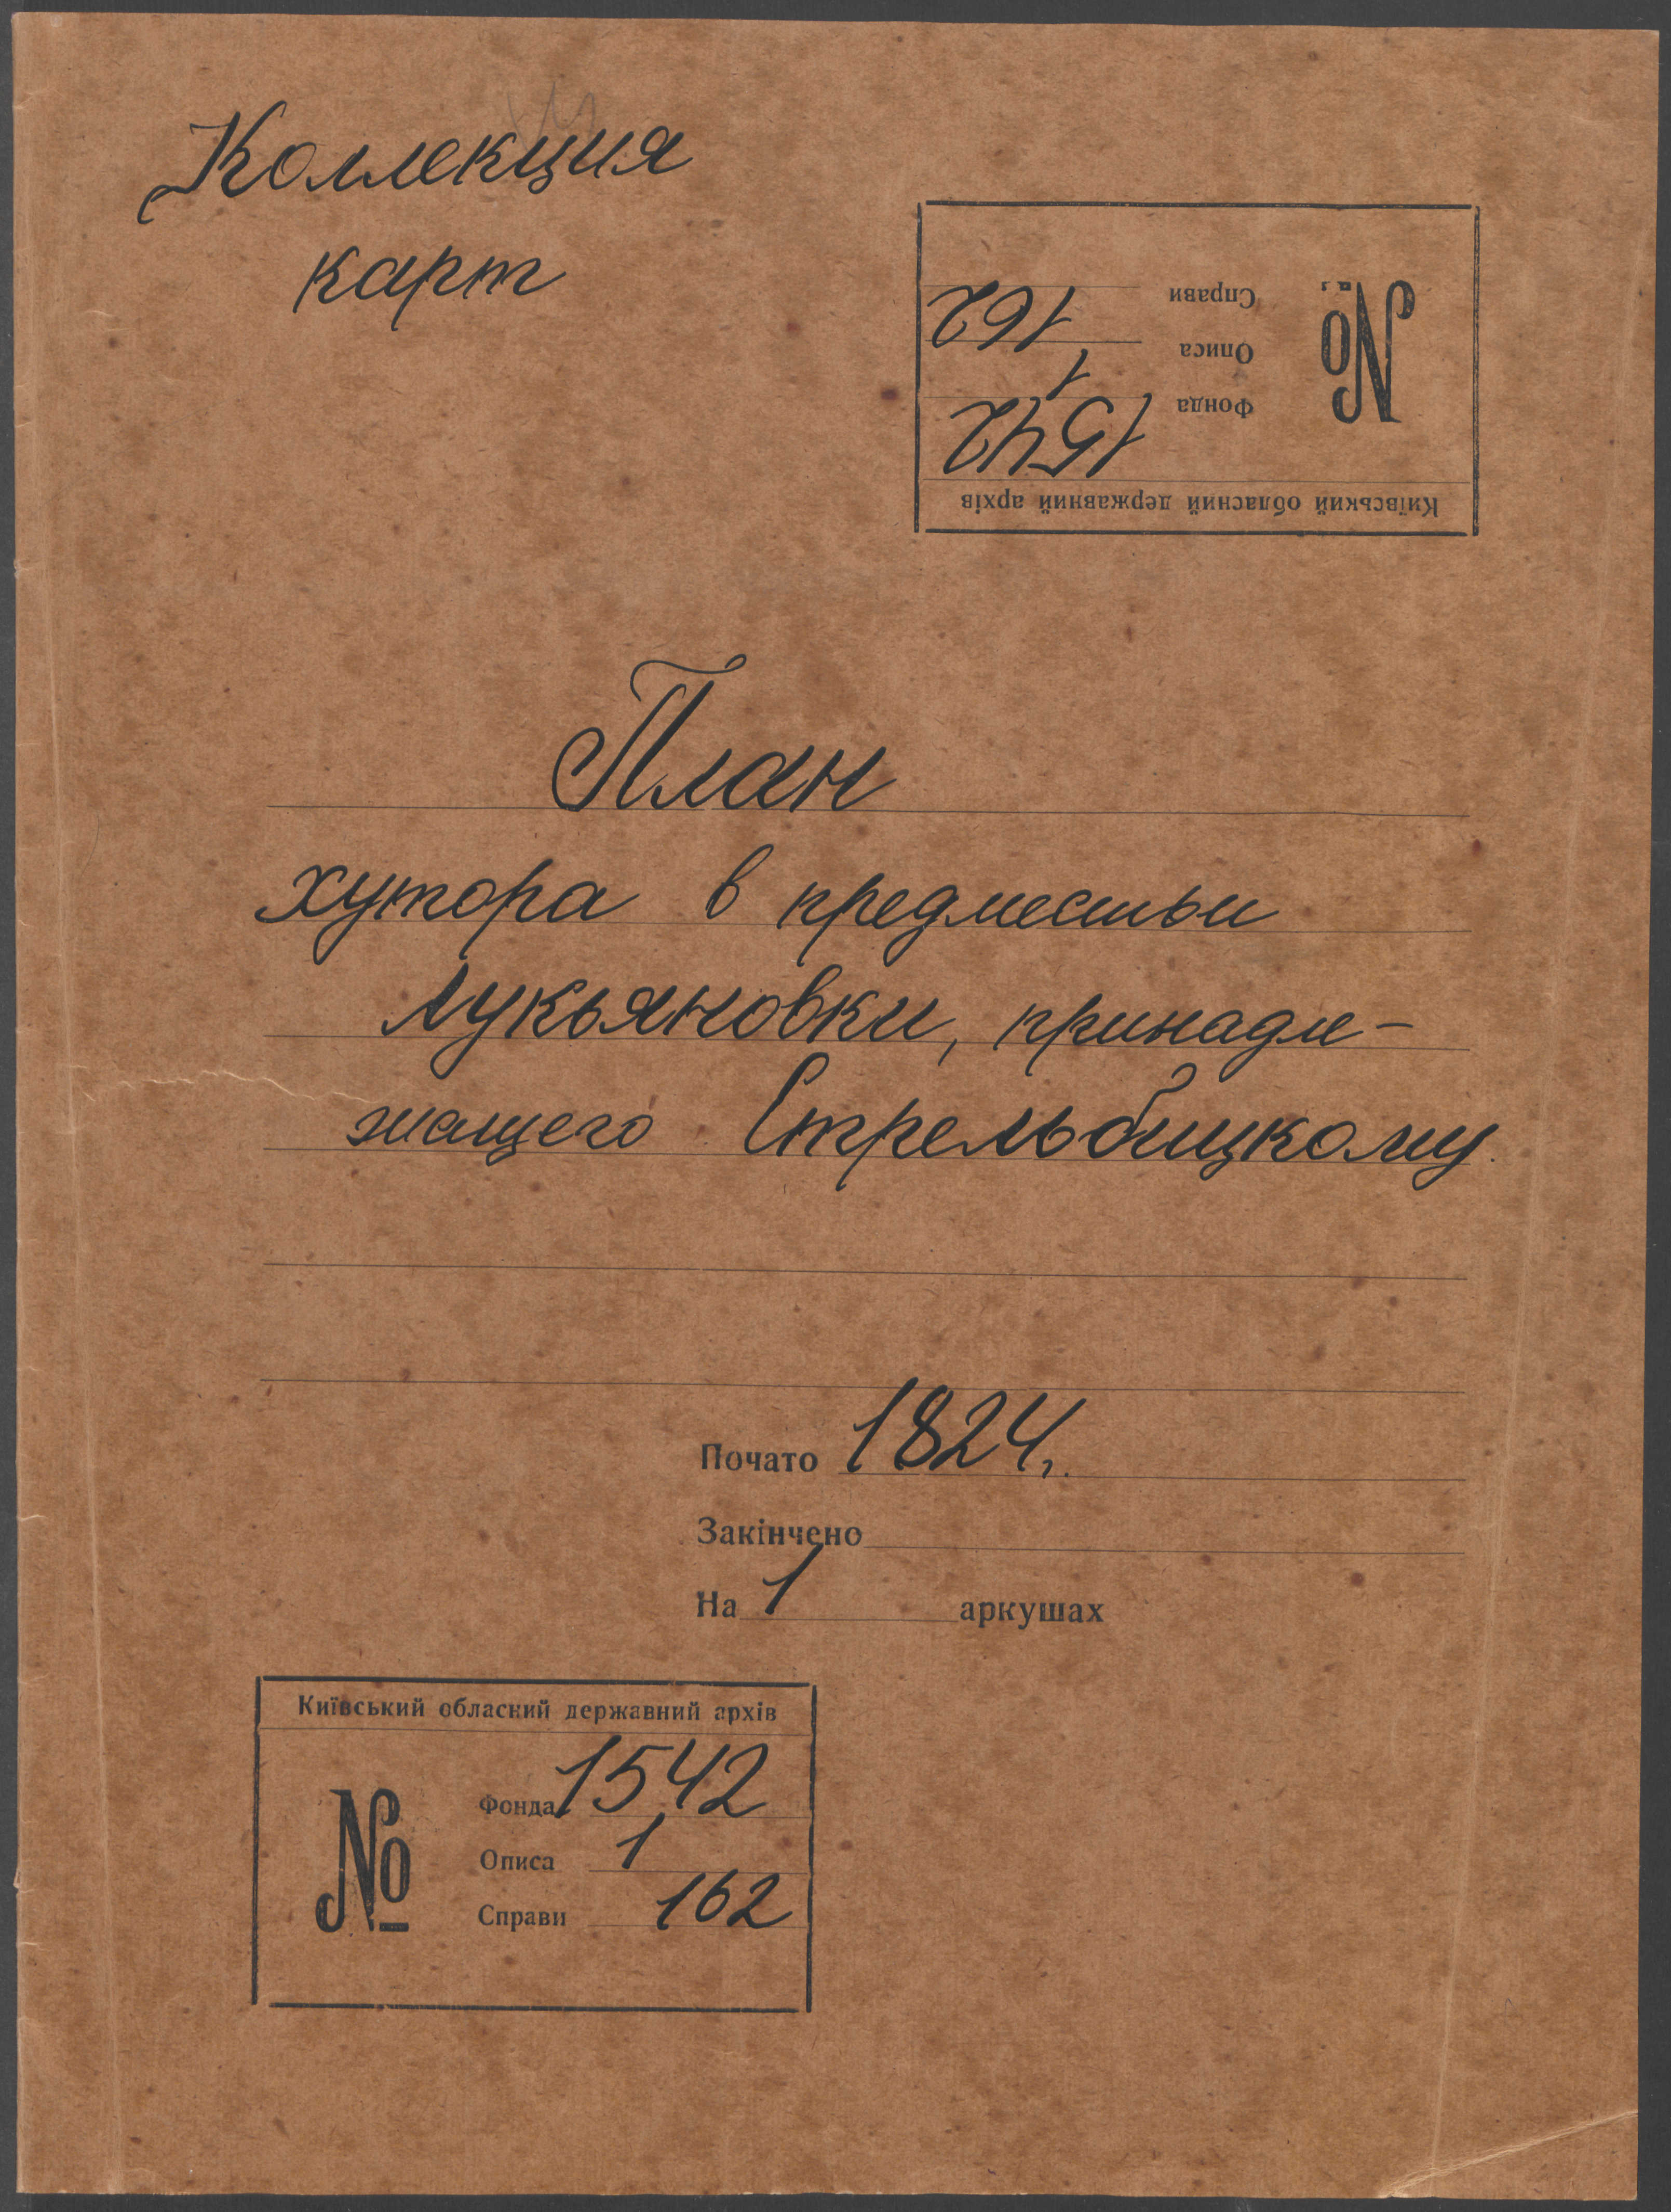 Коллекция
карт
Київський обласний державний архів
№
Фонда 1542
Описа 1
Справи 162
План
хутора в предместьи
Лукьяновки, принадле-
жащего Стрельбицкому.
Почато 1824г.
Закінчено
На 1 аркушах
Київський обласний державний архів
№
Фонда 1542
Описа 1
Справи 162